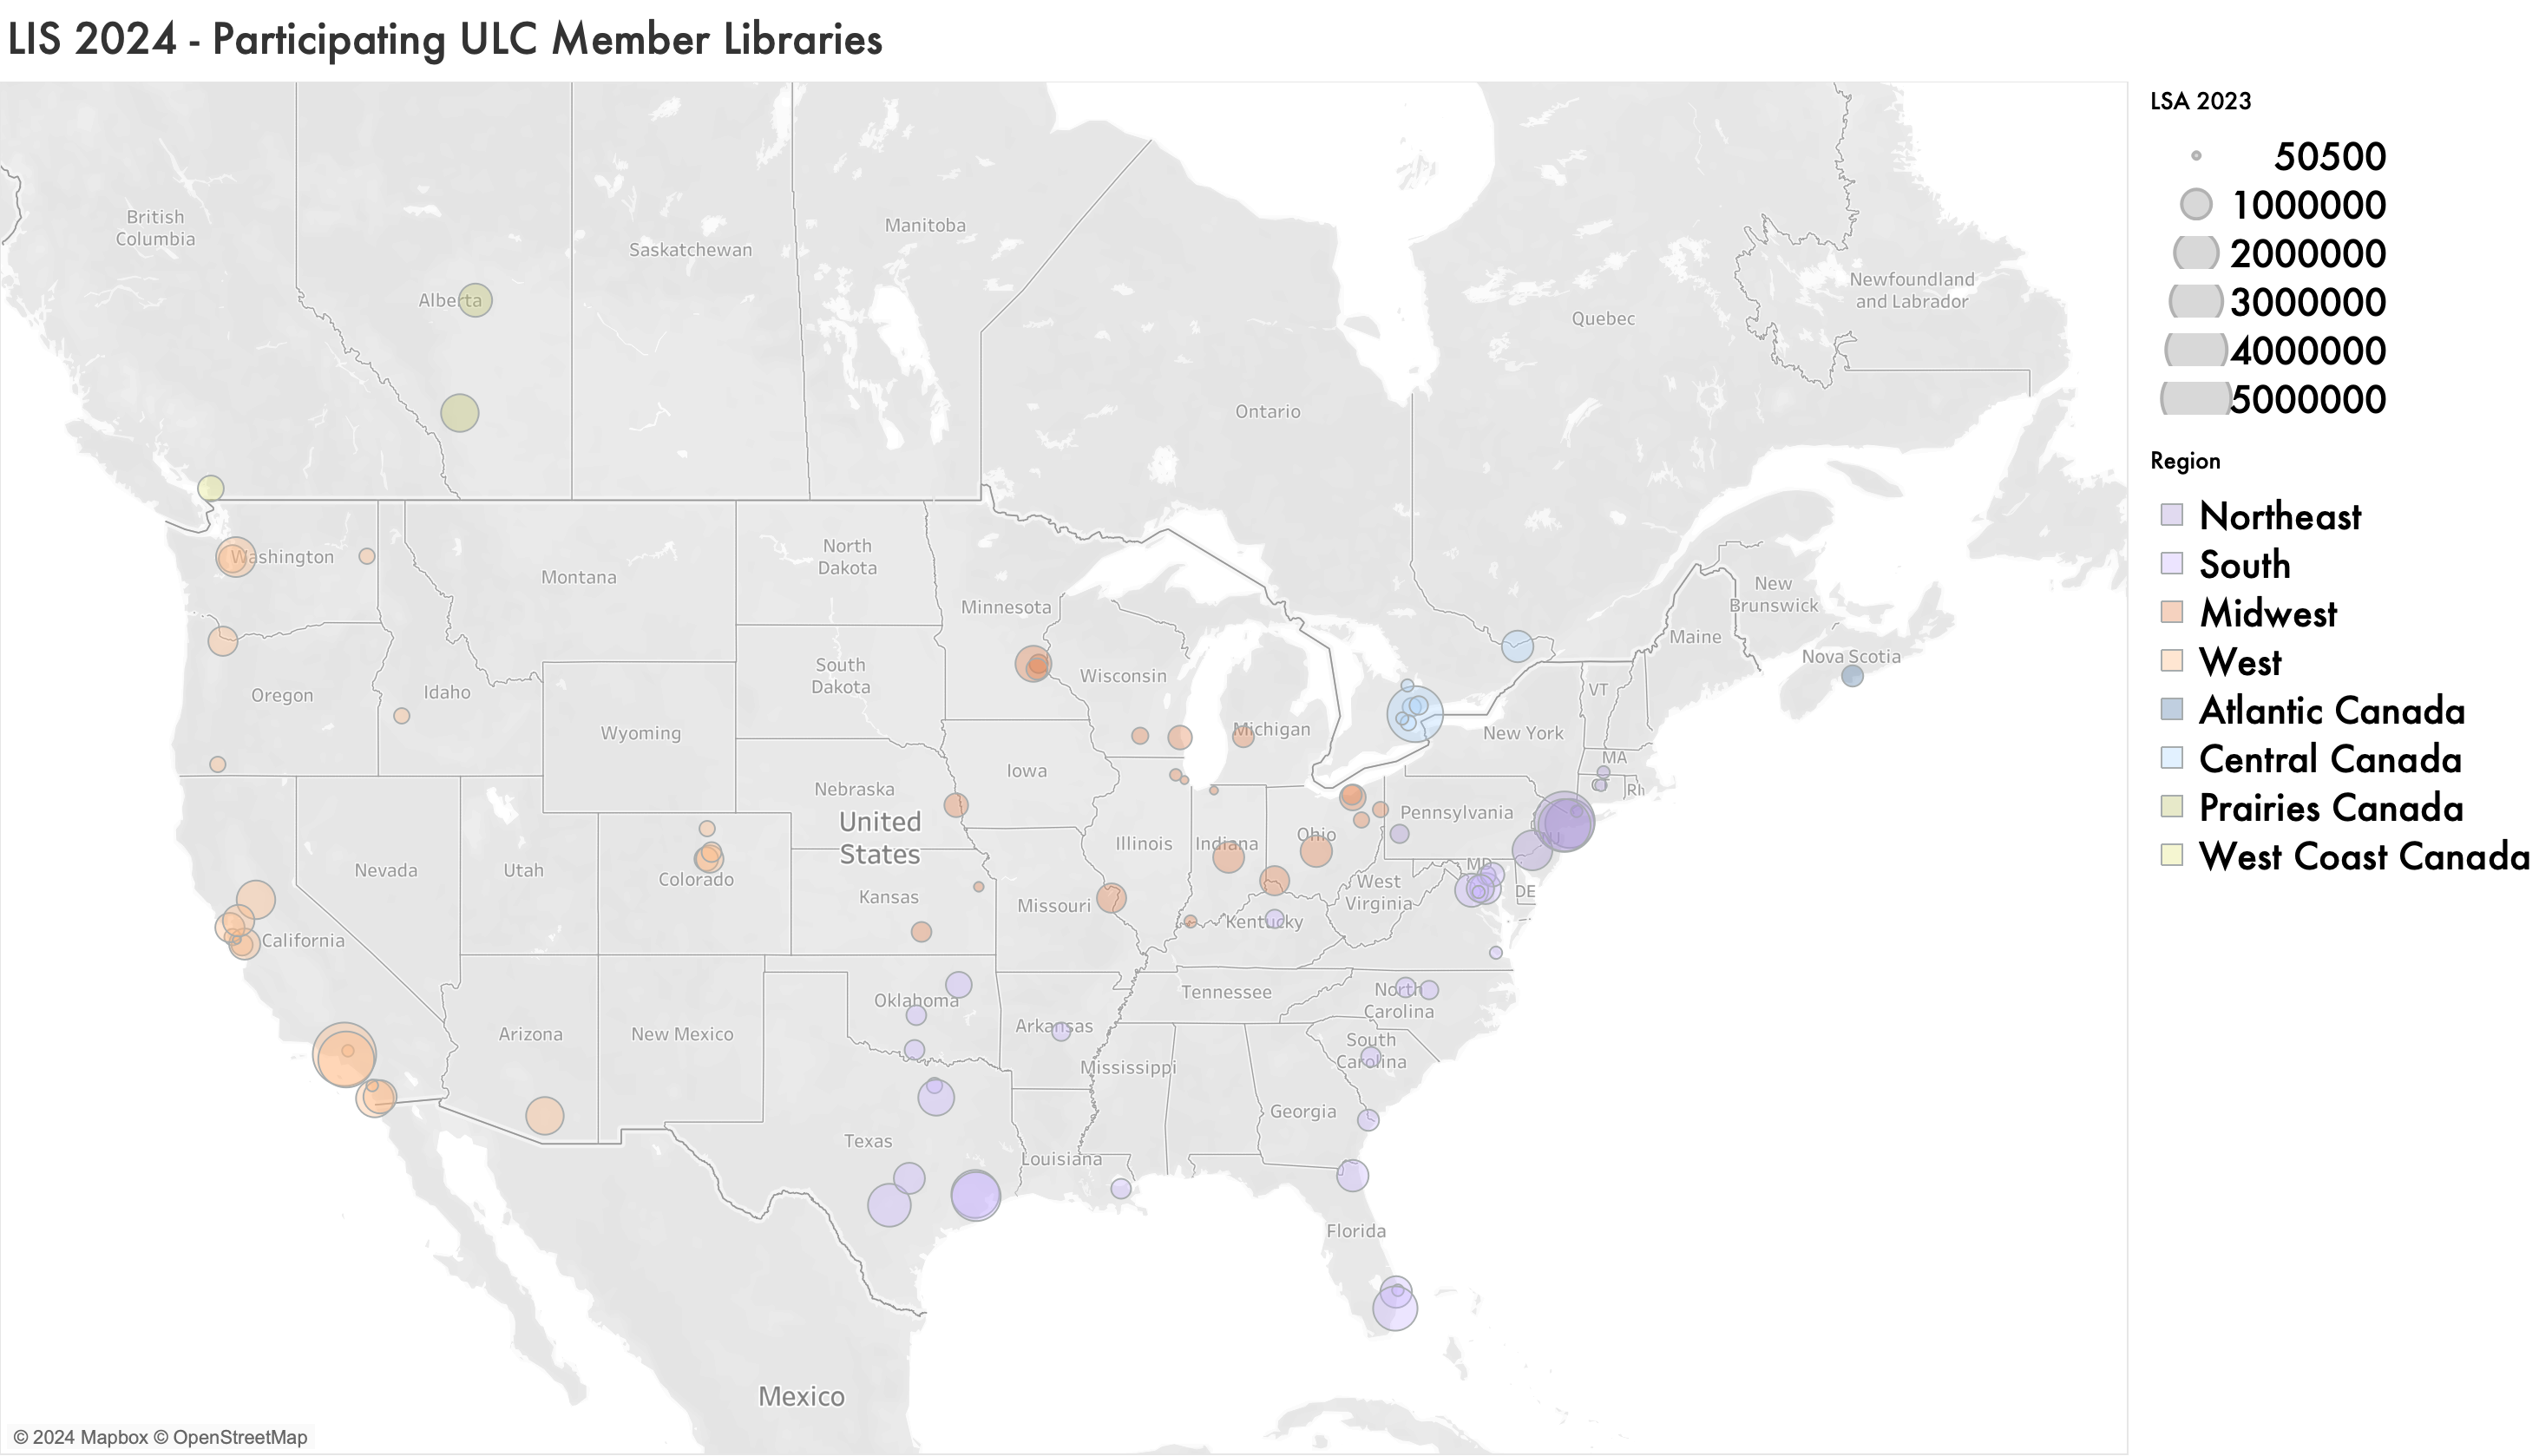 LIS 2024 - Participating ULC Member Libraries
LSA 2023
50500
1000000
2000000
3000000
4000000
5000000
Region
Northeast
South
Midwest
West
Atlantic Canada
Central Canada
Prairies Canada
West Coast Canada
British
Columbia
Alberta
Saskatchewan
Manitoba
Ontario
Quebec
Newfoundland
and Labrador
New
Brunswick
Nova Scotia
Maine
Washington
Montana
North
Dakota
Minnesota
South
Dakota
Wisconsin
Oregon
Idaho
Wyoming
Michigan
New York
VT
MA
Rh
Iowa
Nebraska
United
States
Pennsylvania
Illinois
Indiana
Ohio
Nevada
Utah
Colorado
Kansas
Missouri
West
Virginia
MD
DE
Kentucky
California
Arizona
New Mexico
Oklahoma
Arkansas
Tennessee
North
Carolina
South
Carolina
Mississippi
Georgia
Texas
Louisiana
Florida
Mexico
© 2024 Mapbox © OpenStreetMap